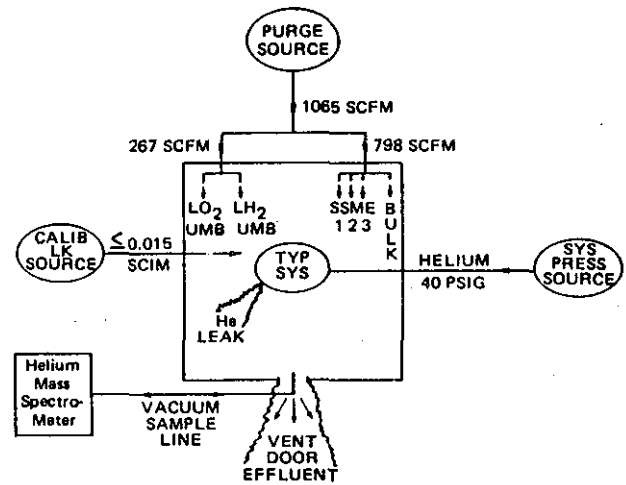 PURGE
SOURCE
1065 SCFM
267 SCFM
798 SCFM
LO2
UMB
LH2
UMB
SSME
1 2 3
BULK
CALIB
LK
SOURCE
≤ 0.015
SCIM
TYP
SYS
He
LEAK
HELIUM
40 PSIG
SYS
PRESS
SOURCE
Helium
Mass
Spectro-
Meter
VACUUM
SAMPLE
LINE
VENT
DOOR
EFFLUENT